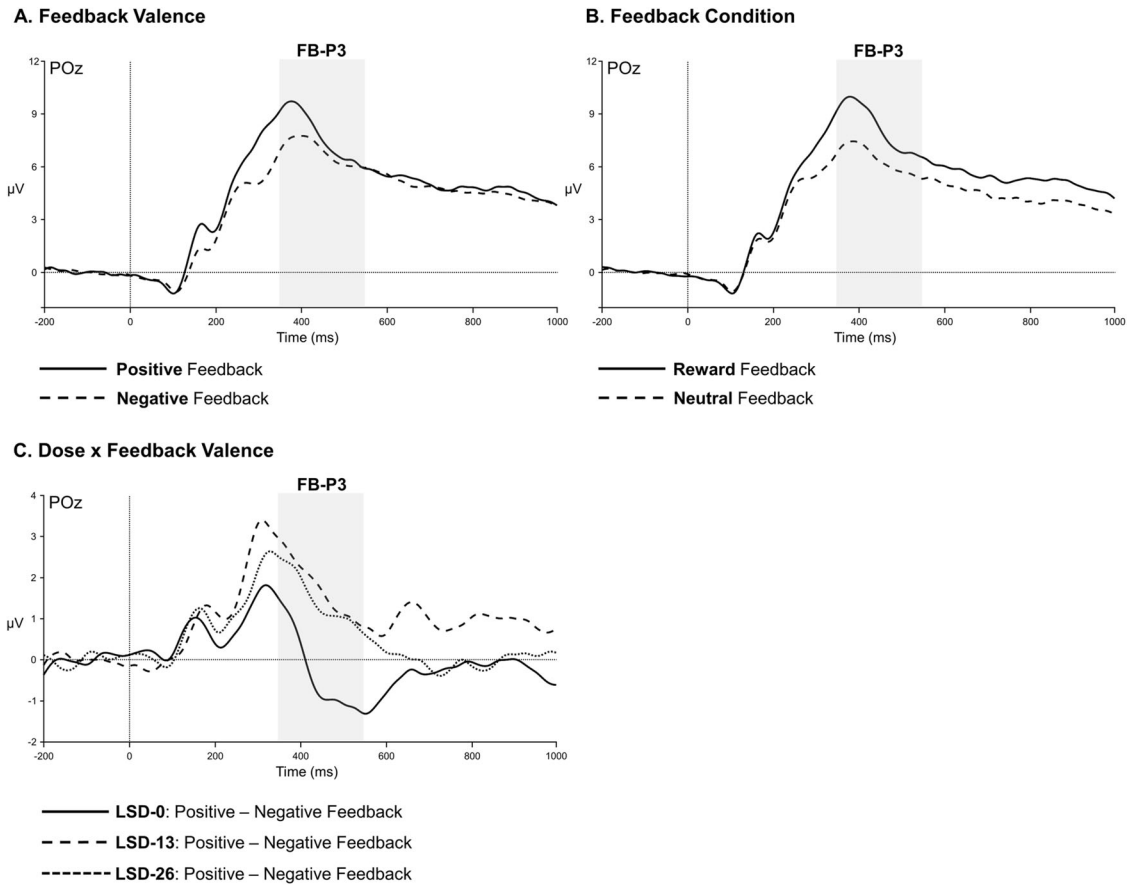 A. Feedback Valence
FB-P3
POz
12
9
6
3
0
µV
-200 0 200 400 600 800 1000
Time (ms)
Positive Feedback
Negative Feedback
B. Feedback Condition
FB-P3
POz
12
9
6
3
0
µV
-200 0 200 400 600 800 1000
Time (ms)
Reward Feedback
Neutral Feedback
C. Dose x Feedback Valence
FB-P3
POz
4
3
2
1
0
-1
-2
µV
-200 0 200 400 600 800 1000
Time (ms)
LSD-0: Positive – Negative Feedback
LSD-13: Positive – Negative Feedback
LSD-26: Positive – Negative Feedback